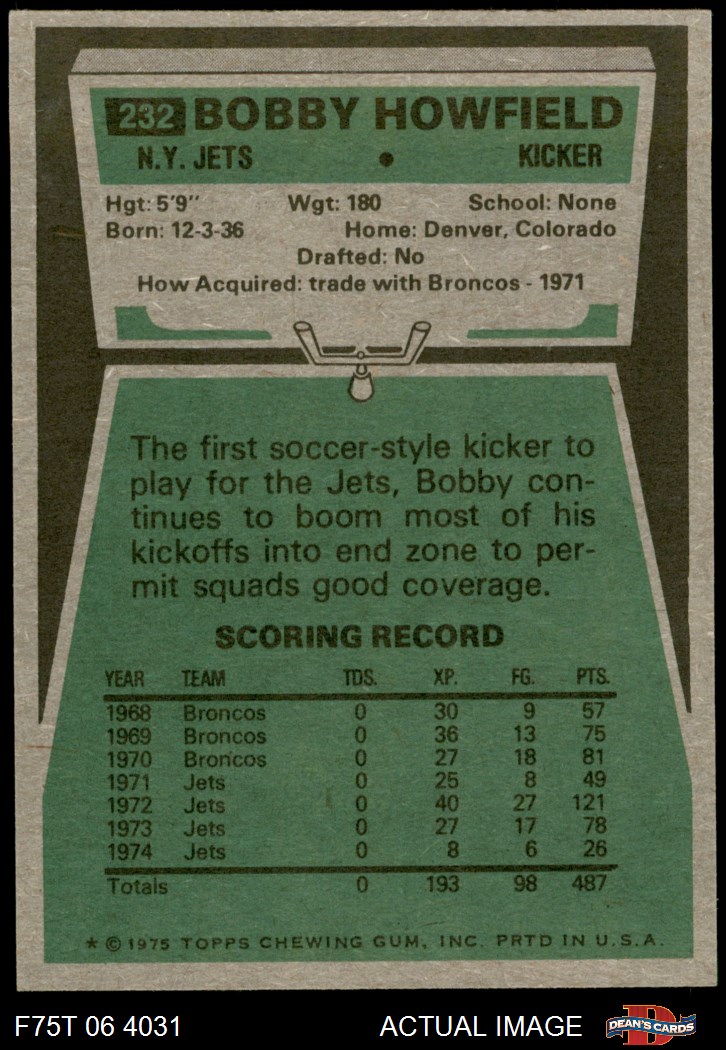 232 BOBBY HOWFIELD
N.Y. JETS • KICKER
Hgt: 5'9" Wgt: 180 School: None
Born: 12-3-36 Home: Denver, Colorado
Drafted: No
How Acquired: trade with Broncos - 1971
The first soccer-style kicker to
play for the Jets, Bobby con-
tinues to boom most of his
kickoffs into end zone to per-
mit squads good coverage.
SCORING RECORD
YEAR TEAM TDS. XP. FG. PTS.
1968 Broncos 0 30 9 57
1969 Broncos 0 36 13 75
1970 Broncos 0 27 18 81
1971 Jets 0 25 8 49
1972 Jets 0 40 27 121
1973 Jets 0 27 17 78
1974 Jets 0 8 6 26
Totals 0 193 98 487
* © 1975 TOPPS CHEWING GUM, INC. PRTD IN U.S.A.
F75T 06 4031 ACTUAL IMAGE D DEAN'S CARDS